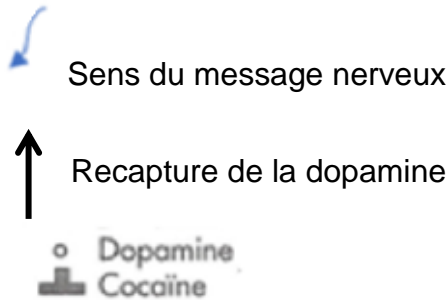 Sens du message nerveux
Recapture de la dopamine
Dopamine
Cocaïne